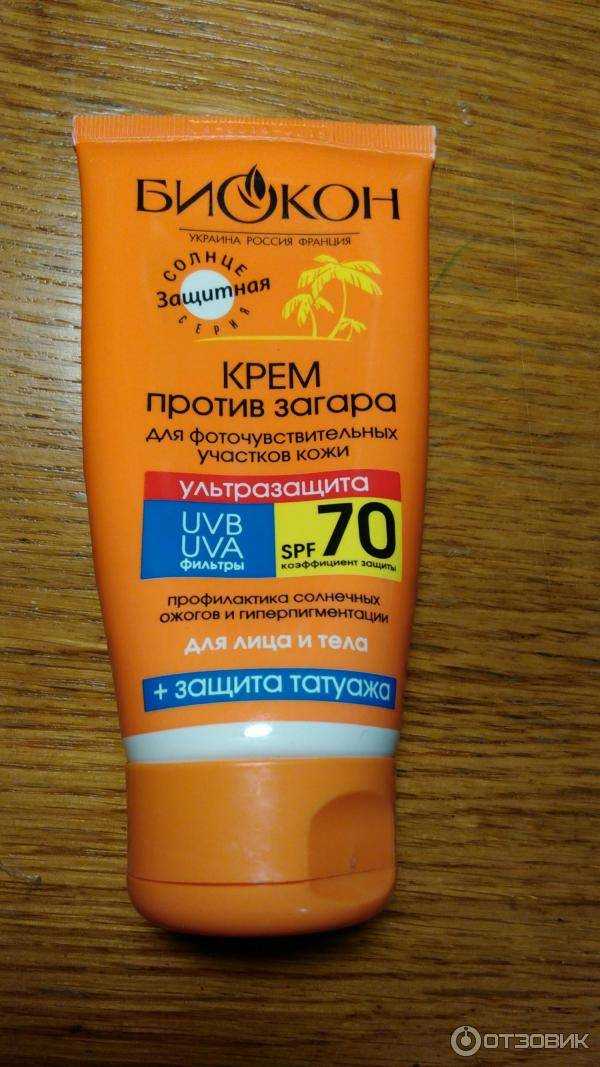 БИОКОН
УКРАИНА РОССИЯ ФРАНЦИЯ
СОЛНЦЕ
Защитная
СЕРИЯ
КРЕМ
против загара
для фоточувствительных
участков кожи
ультразащита
UVB
UVA
фильтры
SPF 70
коэффициент защиты
профилактика солнечных
ожогов и гиперпигментации
для лица и тела
+ защита татуажа
ОТЗОВИК